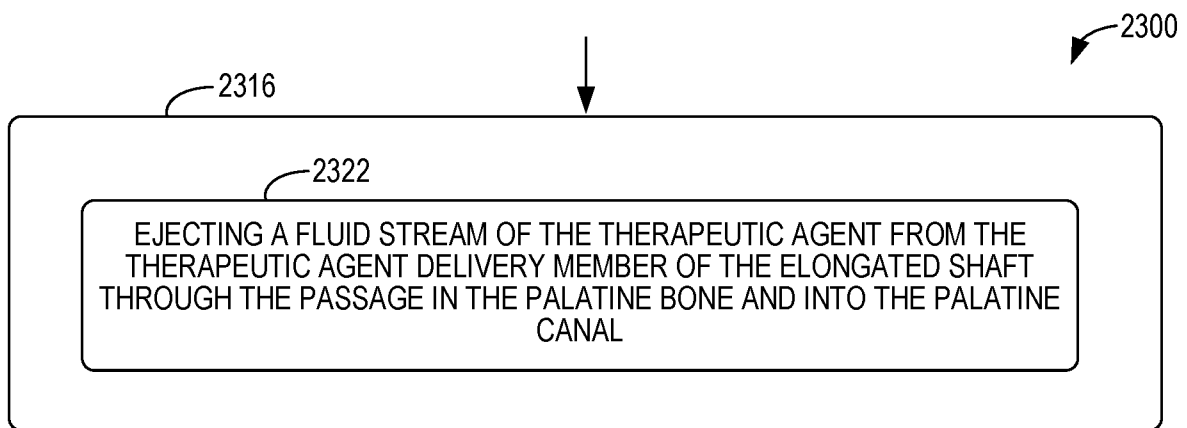 2300
2316
2322
EJECTING A FLUID STREAM OF THE THERAPEUTIC AGENT FROM THE
THERAPEUTIC AGENT DELIVERY MEMBER OF THE ELONGATED SHAFT
THROUGH THE PASSAGE IN THE PALATINE BONE AND INTO THE PALATINE
CANAL